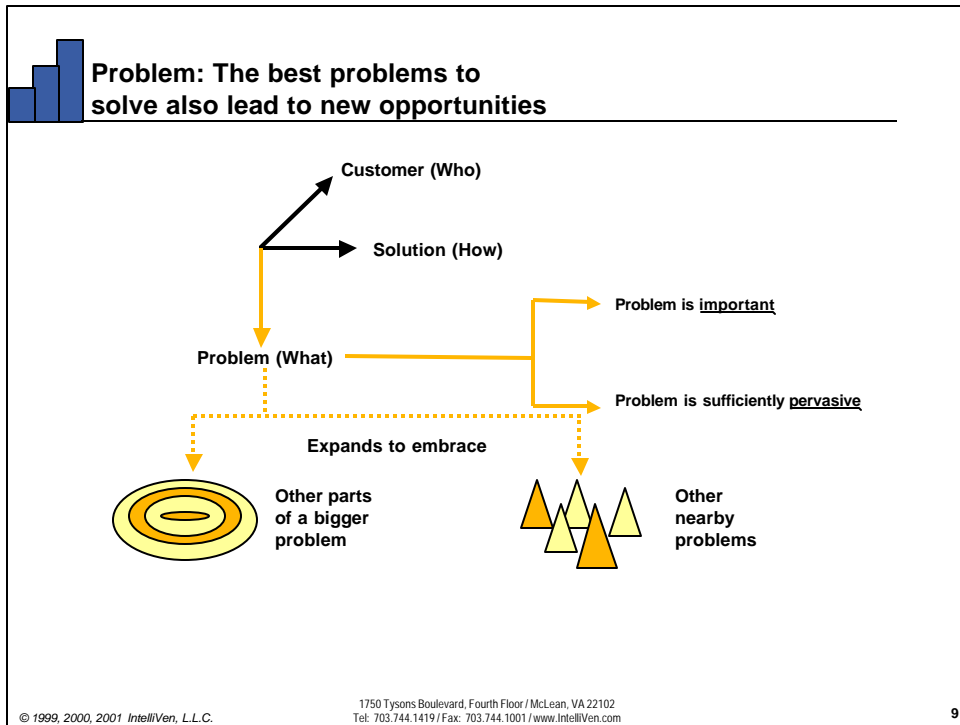 Problem: The best problems to
solve also lead to new opportunities
Customer (Who)
Solution (How)
Problem is important
Problem (What)
Problem is sufficiently pervasive
Expands to embrace
Other parts
of a bigger
problem
Other
nearby
problems
© 1999, 2000, 2001 IntelliVen, L.L.C.
1750 Tysons Boulevard, Fourth Floor / McLean, VA 22102
Tel: 703.744.1419 / Fax: 703.744.1001 / www.IntelliVen.com
9